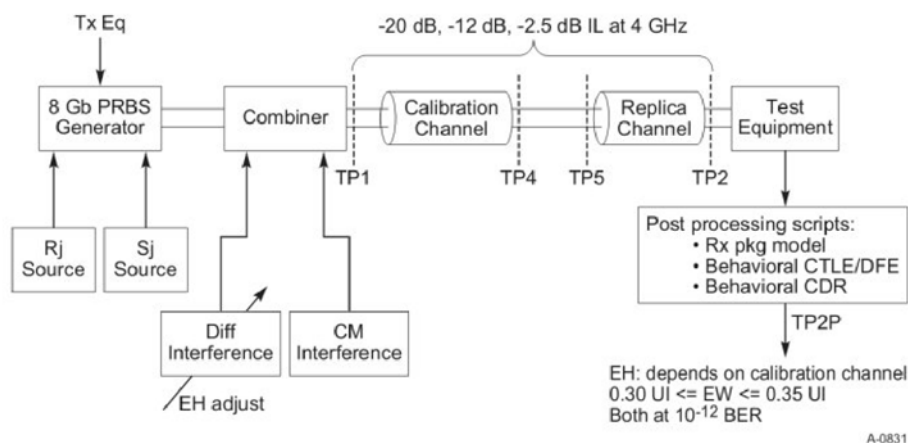 Tx Eq
-20 dB, -12 dB, -2.5 dB IL at 4 GHz
8 Gb PRBS
Generator
Combiner
Calibration
Channel
Replica
Channel
Test
Equipment
TP1
TP4
TP5
TP2
Rj
Source
Sj
Source
Post processing scripts:
• Rx pkg model
• Behavioral CTLE/DFE
• Behavioral CDR
Diff
Interference
CM
Interference
TP2P
EH adjust
EH: depends on calibration channel
0.30 UI <= EW <= 0.35 UI
Both at 10⁻¹² BER
A-0831